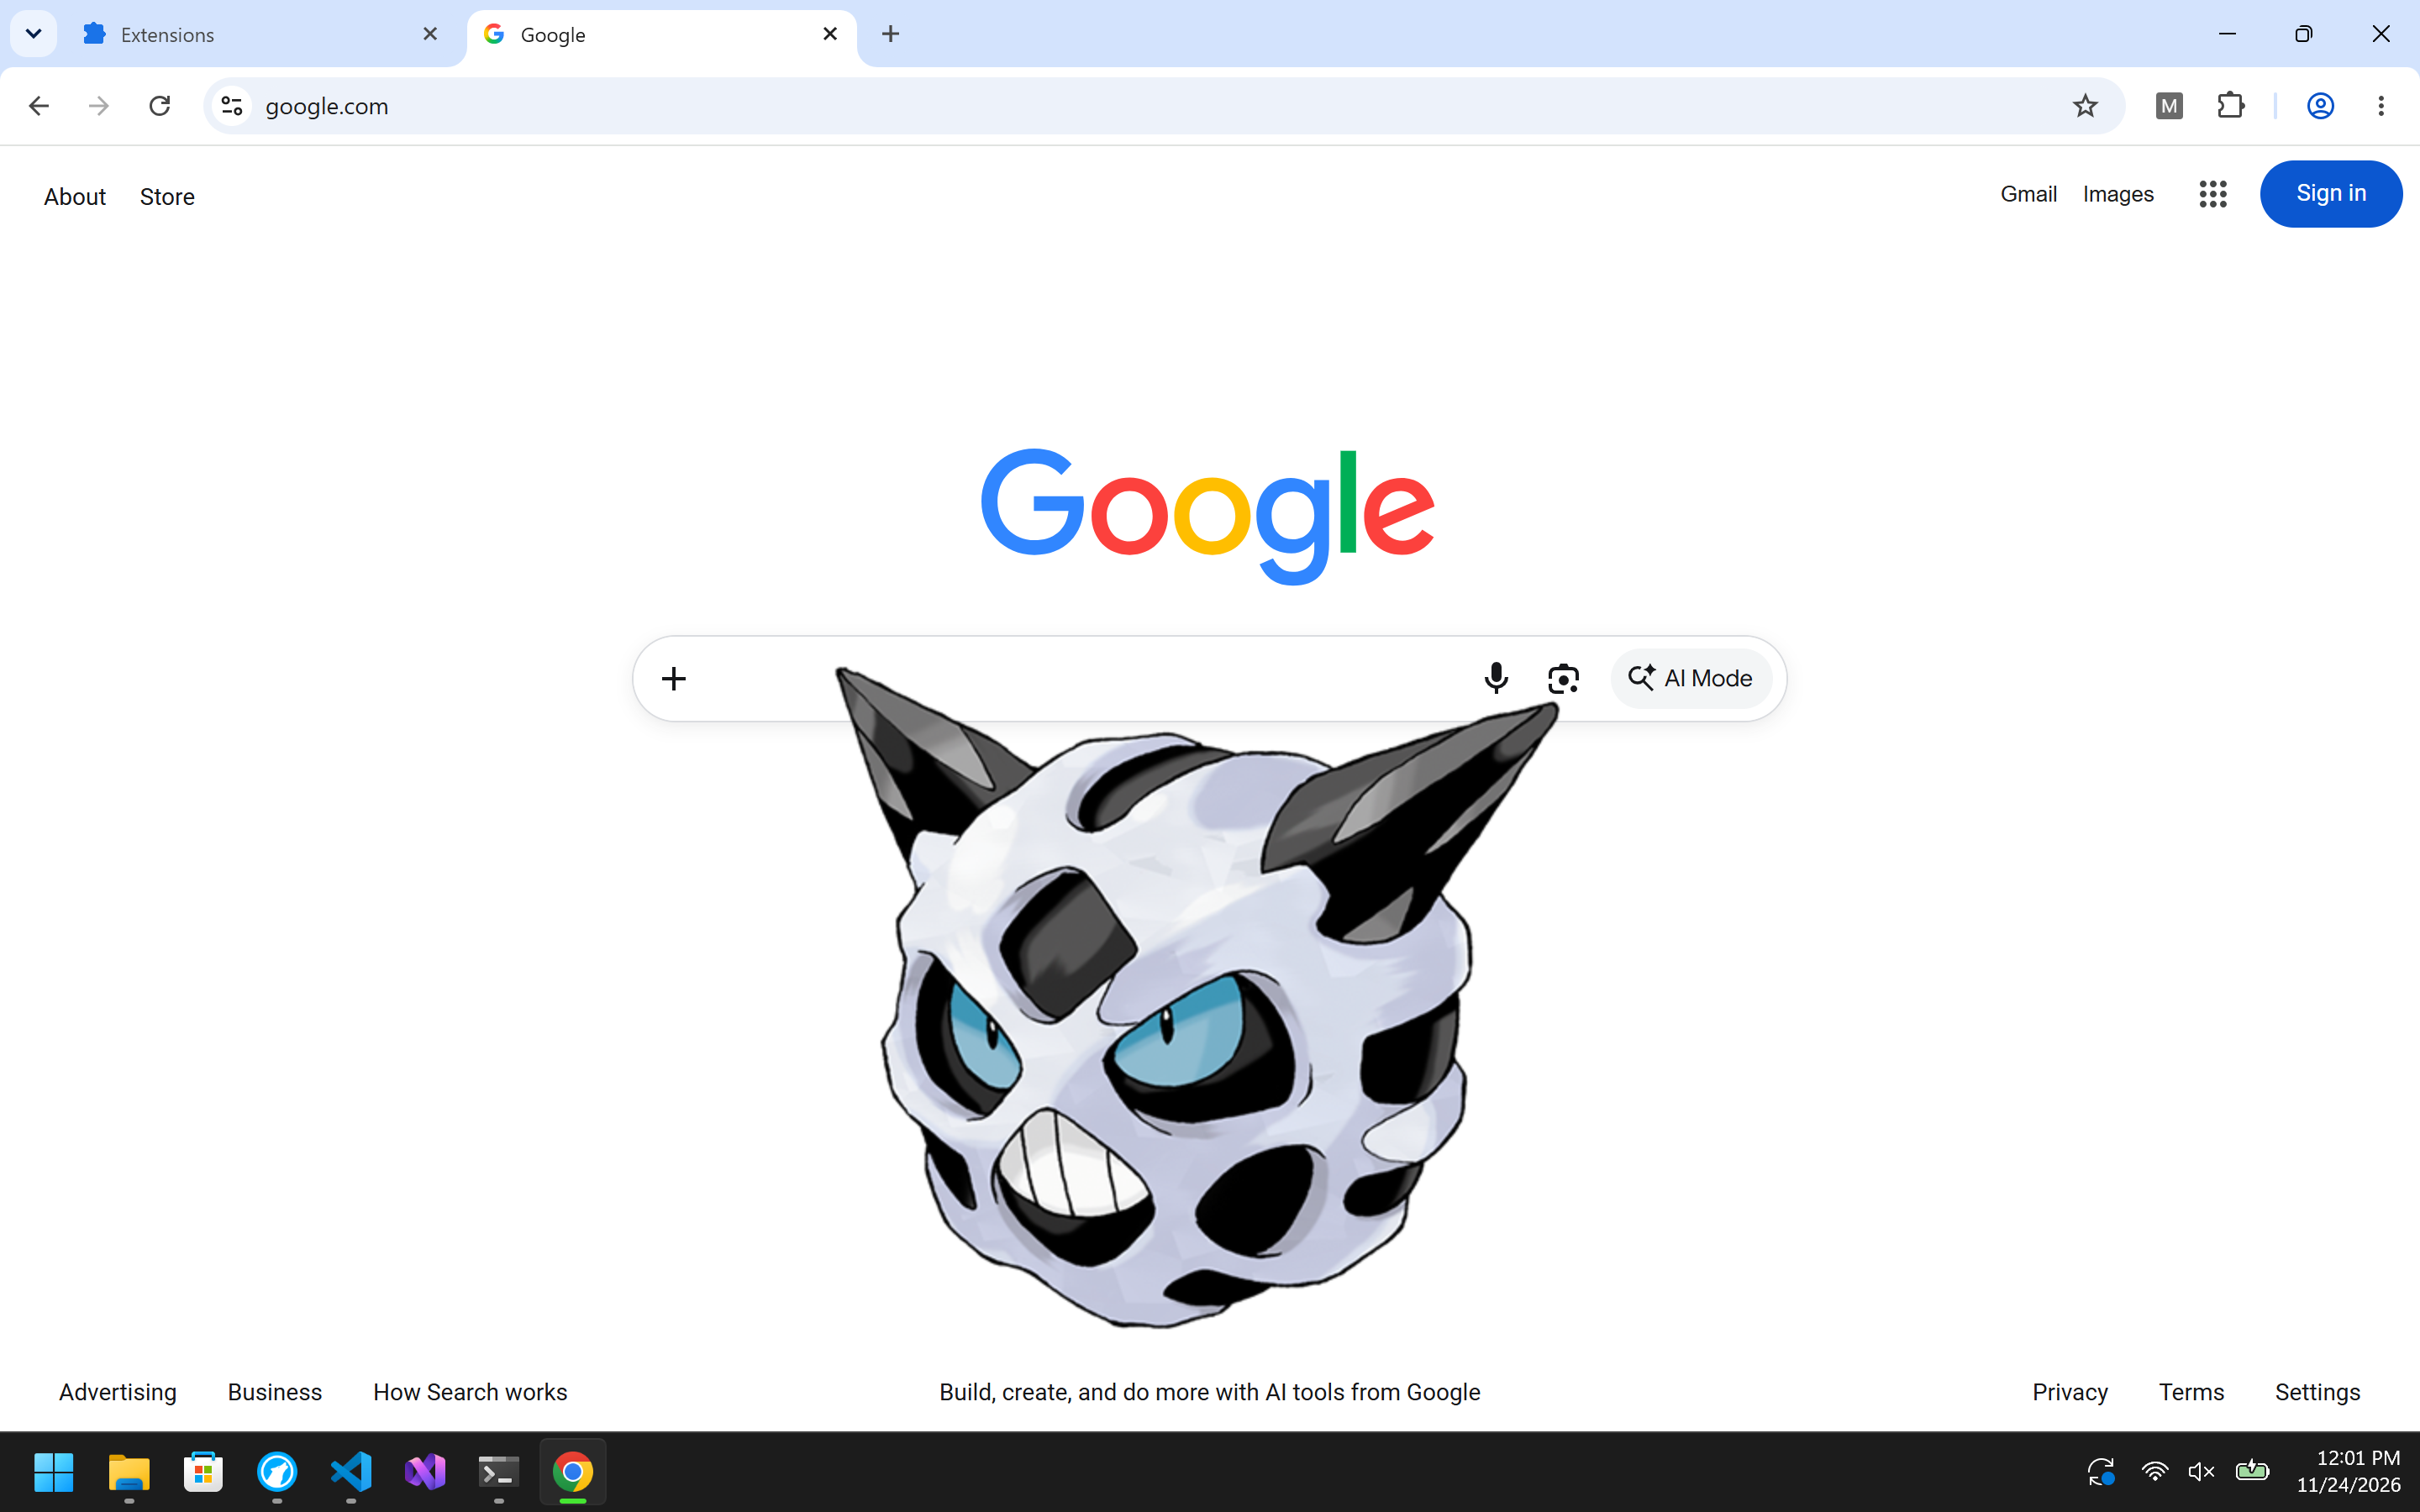 Extensions
Google
google.com
M
About Store
Gmail Images Sign in
Google
AI Mode
Advertising Business How Search works
Build, create, and do more with AI tools from Google
Privacy Terms Settings
12:01 PM
11/24/2026